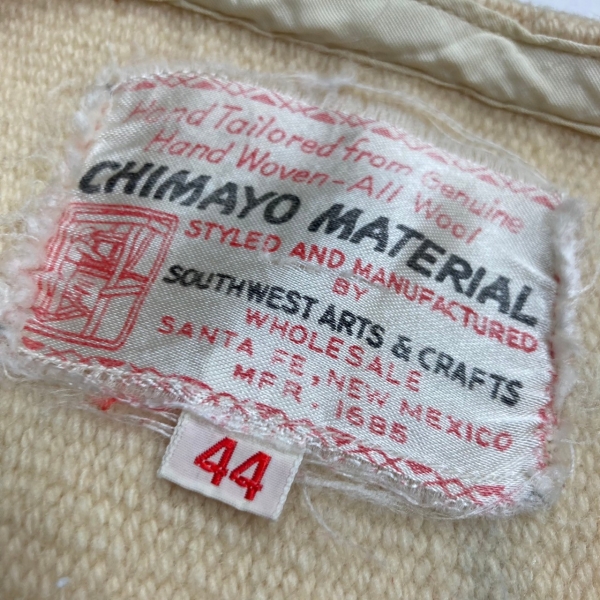 Hand Tailored from Genuine
Hand Woven-All Wool
CHIMAYO MATERIAL
STYLED AND MANUFACTURED
BY
SOUTHWEST ARTS & CRAFTS
WHOLESALE
SANTA FE, NEW MEXICO
MFR. 1685
44